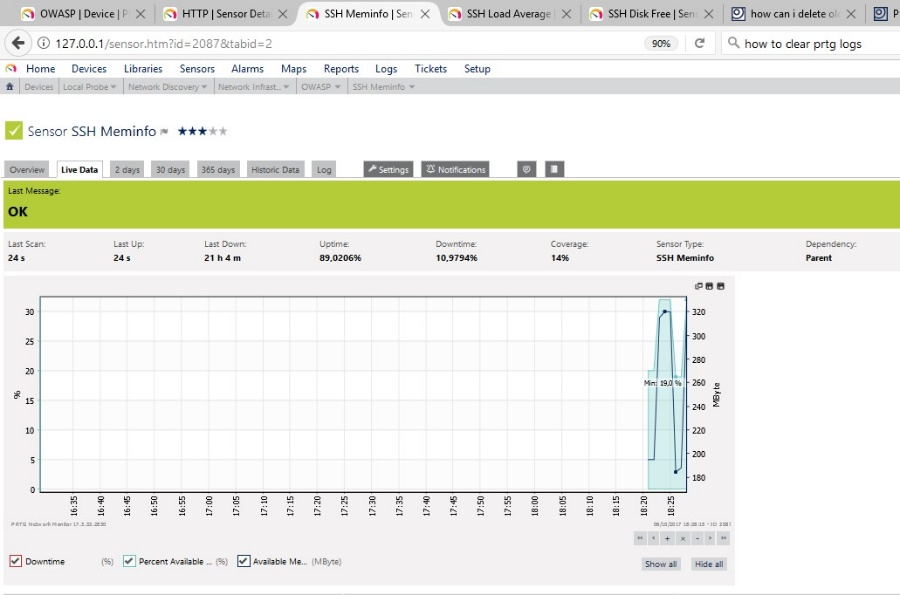 OWASP | Device | P
HTTP | Sensor Deta
SSH Meminfo | Sen
SSH Load Average
SSH Disk Free | Sen
how can i delete ol
P
127.0.0.1/sensor.htm?id=2087&tabid=2
90%
how to clear prtg logs
Home Devices Libraries Sensors Alarms Maps Reports Logs Tickets Setup
Devices Local Probe Network Discovery Network Infrast... OWASP SSH Meminfo
Sensor SSH Meminfo
Overview Live Data 2 days 30 days 365 days Historic Data Log Settings Notifications
Last Message:
OK
Last Scan: Last Up: Last Down: Uptime: Downtime: Coverage: Sensor Type: Dependency:
24 s 24 s 21 h 4 m 89,0206% 10,9794% 14% SSH Meminfo Parent
30
25
20
15
10
5
0
%
320
300
280
260
240
220
200
180
MByte
Min: 19,0 %
16:35 16:40 16:45 16:50 16:55 17:00 17:05 17:10 17:15 17:20 17:25 17:30 17:35 17:40 17:45 17:50 17:55 18:00 18:05 18:10 18:15 18:20 18:25
PRTG Network Monitor
Downtime (%) Percent Available ... (%) Available Me... (MByte)
Show all Hide all